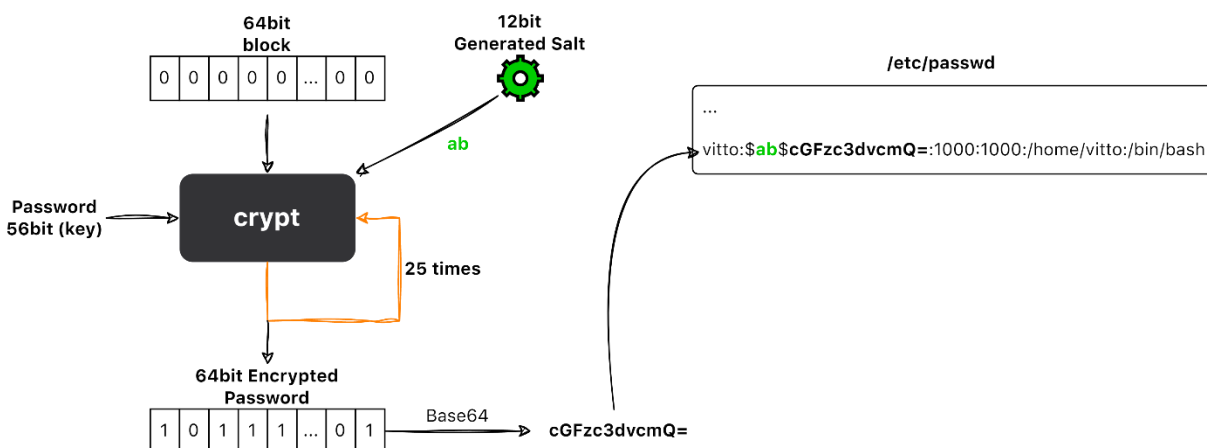 64bit
block
0 0 0 0 0 ... 0 0
12bit
Generated Salt
ab
Password
56bit (key)
crypt
25 times
64bit Encrypted
Password
1 0 1 1 1 ... 0 1
Base64
cGFzc3dvcmQ=
/etc/passwd
...
vitto:$ab$cGFzc3dvcmQ=:1000:1000:/home/vitto:/bin/bash